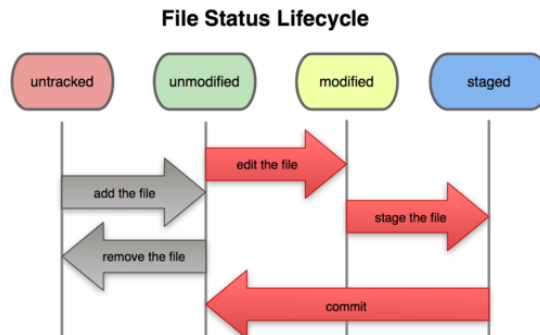 File Status Lifecycle
untracked
unmodified
modified
staged
edit the file
add the file
stage the file
remove the file
commit